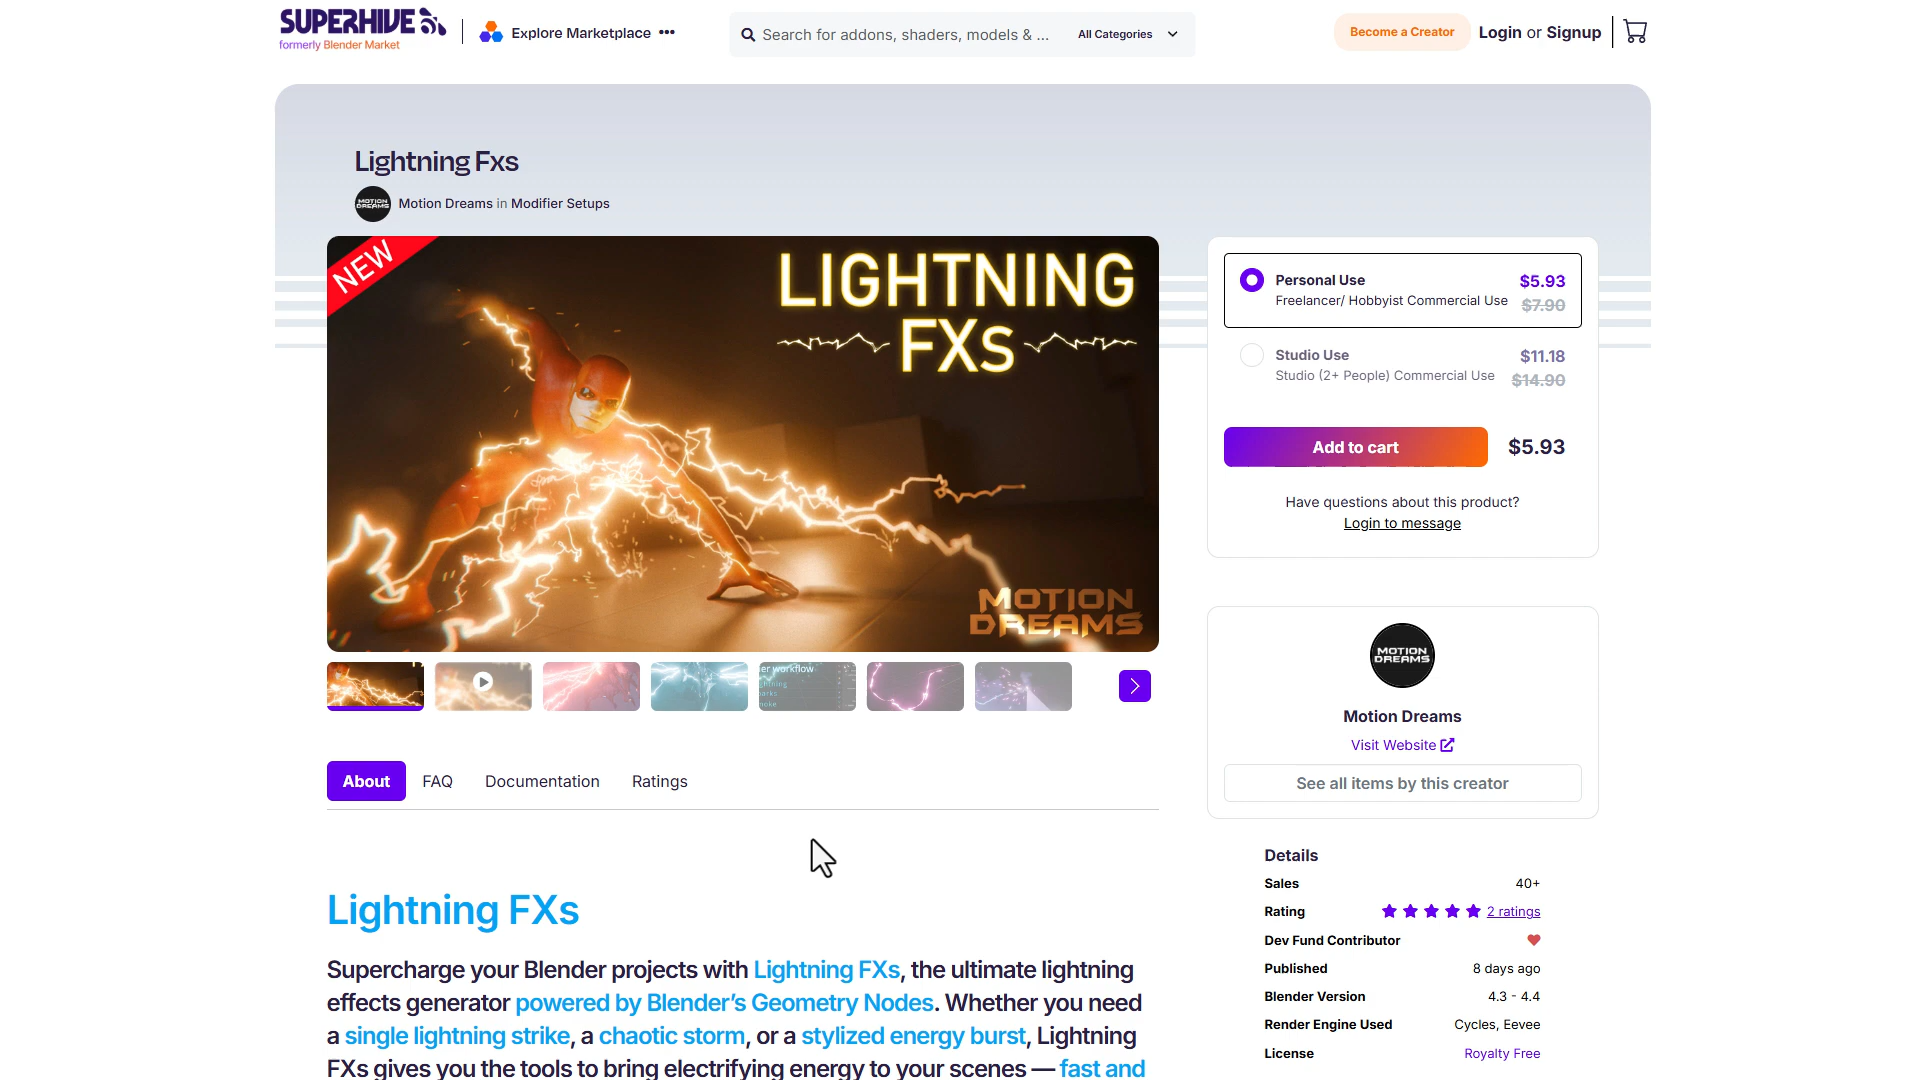 SUPERHIVE
formerly Blender Market
Explore Marketplace •••
Search for addons, shaders, models & ...
All Categories
Become a Creator
Login or Signup
Lightning Fxs
MOTION
DREAMS
Motion Dreams in Modifier Setups
NEW
LIGHTNING
FXs
MOTION
DREAMS
Personal Use
$5.93
Freelancer/ Hobbyist Commercial Use
$7.90
Studio Use
$11.18
Studio (2+ People) Commercial Use
$14.90
Add to cart
$5.93
Have questions about this product?
Login to message
er workflow
MOTION
DREAMS
Motion Dreams
Visit Website
See all items by this creator
About
FAQ
Documentation
Ratings
Lightning FXs
Supercharge your Blender projects with Lightning FXs, the ultimate lightning
effects generator powered by Blender’s Geometry Nodes. Whether you need
a single lightning strike, a chaotic storm, or a stylized energy burst, Lightning
FXs gives you the tools to bring electrifying energy to your scenes — fast and
Details
Sales 40+
Rating 2 ratings
Dev Fund Contributor
Published 8 days ago
Blender Version 4.3 - 4.4
Render Engine Used Cycles, Eevee
License Royalty Free